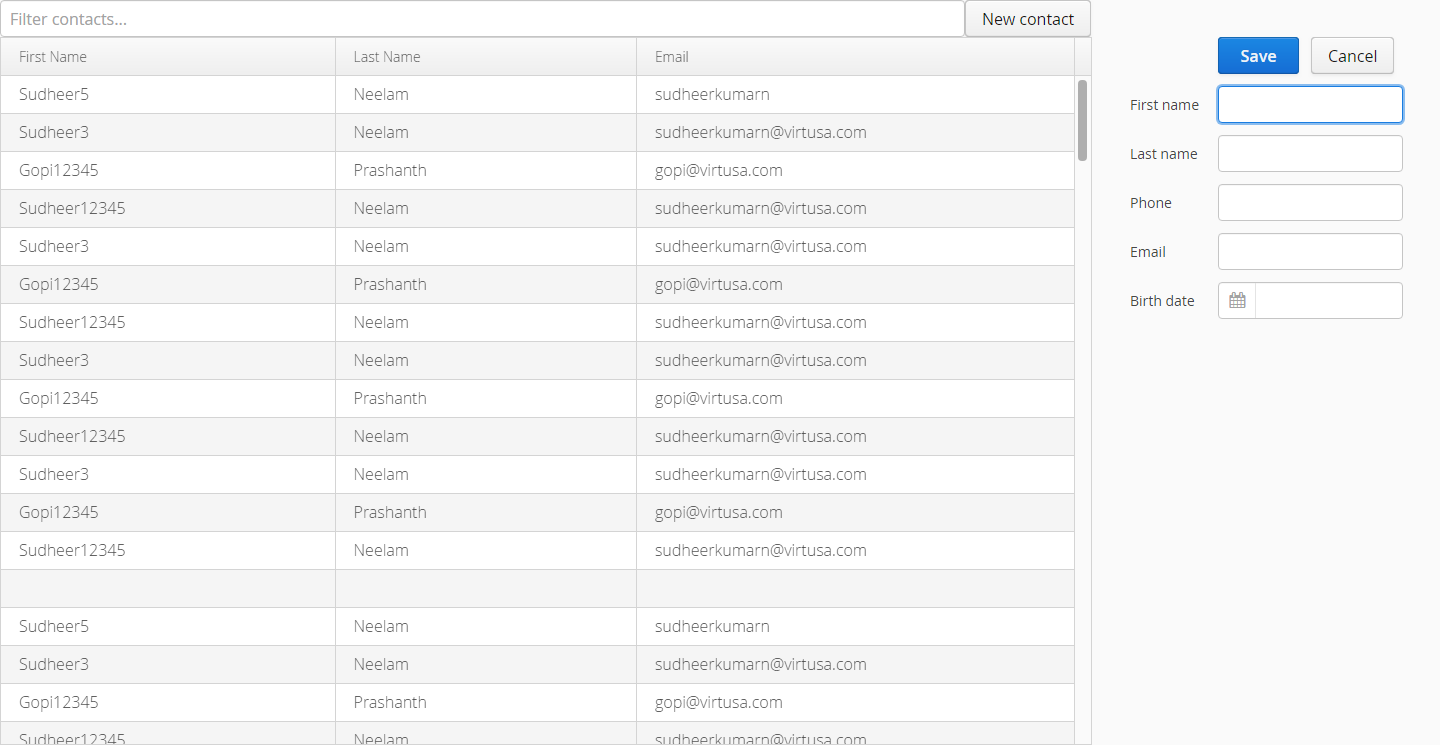 Filter contacts... New contact
First Name Last Name Email
Sudheer5 Neelam sudheerkumarn
Sudheer3 Neelam sudheerkumarn@virtusa.com
Gopi12345 Prashanth gopi@virtusa.com
Sudheer12345 Neelam sudheerkumarn@virtusa.com
Sudheer3 Neelam sudheerkumarn@virtusa.com
Gopi12345 Prashanth gopi@virtusa.com
Sudheer12345 Neelam sudheerkumarn@virtusa.com
Sudheer3 Neelam sudheerkumarn@virtusa.com
Gopi12345 Prashanth gopi@virtusa.com
Sudheer12345 Neelam sudheerkumarn@virtusa.com
Sudheer3 Neelam sudheerkumarn@virtusa.com
Gopi12345 Prashanth gopi@virtusa.com
Sudheer12345 Neelam sudheerkumarn@virtusa.com
Sudheer5 Neelam sudheerkumarn
Sudheer3 Neelam sudheerkumarn@virtusa.com
Gopi12345 Prashanth gopi@virtusa.com
Sudheer12345 Neelam sudheerkumarn@virtusa.com
Save Cancel
First name
Last name
Phone
Email
Birth date